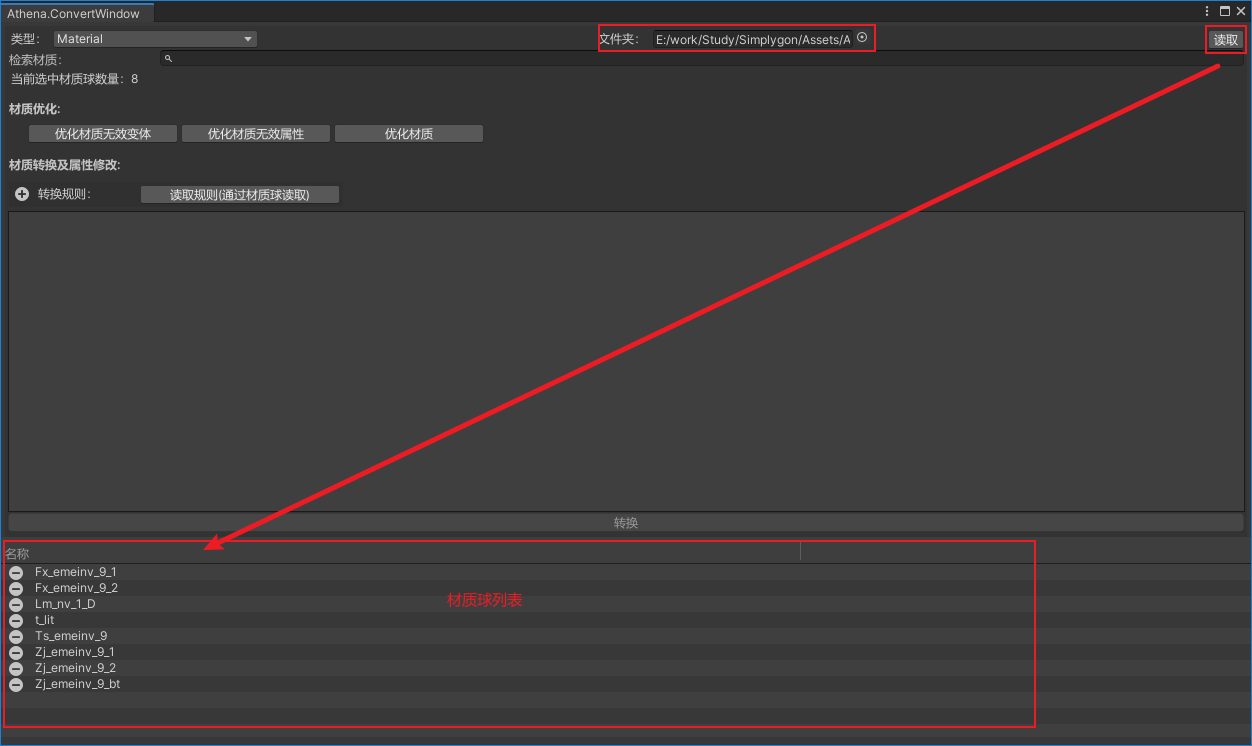 Athena.ConvertWindow
类型： Material 文件夹： E:/work/Study/Simplygon/Assets/A 读取
检索材质：
当前选中材质球数量：8
材质优化:
优化材质无效变体 优化材质无效属性 优化材质
材质转换及属性修改:
转换规则： 读取规则(通过材质球读取)
转换
名称
Fx_emeinv_9_1
Fx_emeinv_9_2
Lm_nv_1_D
材质球列表
t_lit
Ts_emeinv_9
Zj_emeinv_9_1
Zj_emeinv_9_2
Zj_emeinv_9_bt